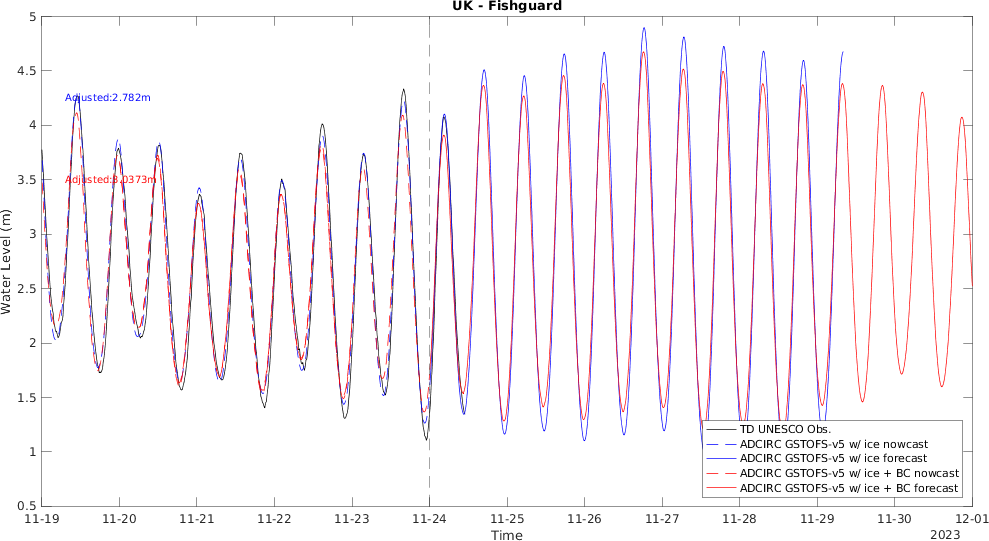 UK - Fishguard
5
4.5
4
3.5
3
2.5
2
1.5
1
0.5
Water Level (m)
Adjusted:2.782m
Adjusted:3.0373m
TD UNESCO Obs.
ADCIRC GSTOFS-v5 w/ ice nowcast
ADCIRC GSTOFS-v5 w/ ice forecast
ADCIRC GSTOFS-v5 w/ ice + BC nowcast
ADCIRC GSTOFS-v5 w/ ice + BC forecast
11-19 11-20 11-21 11-22 11-23 11-24 11-25 11-26 11-27 11-28 11-29 11-30 12-01
Time
2023